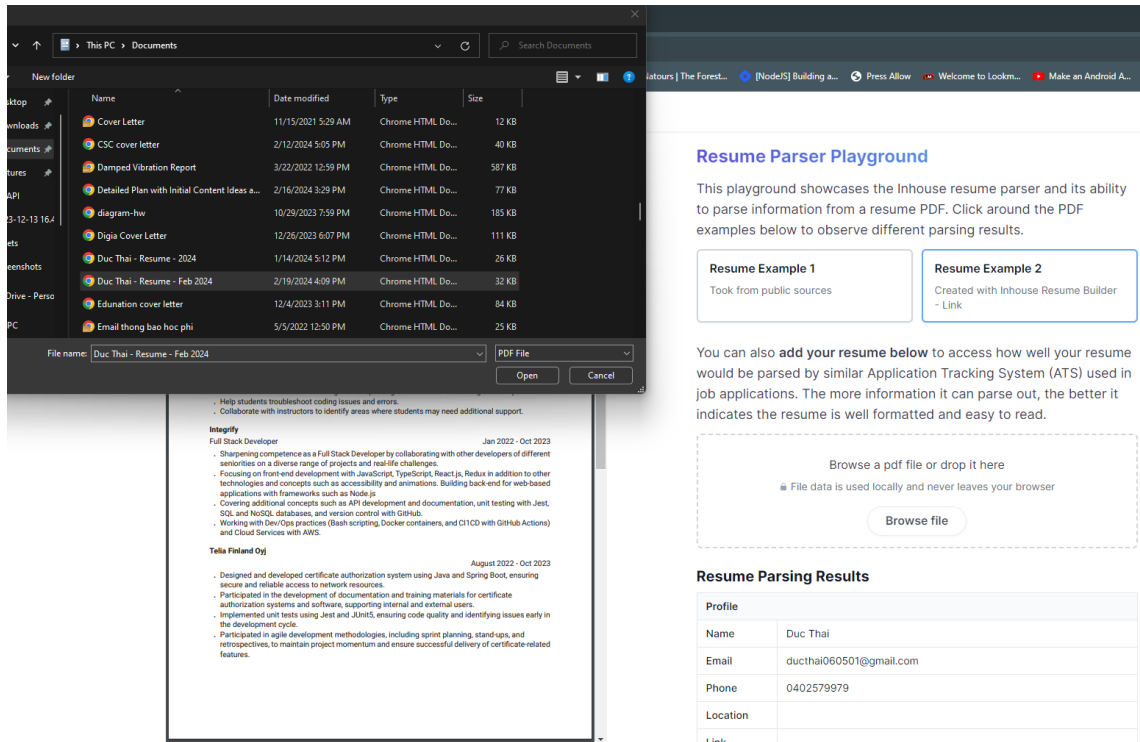 This PC > Documents
Search Documents
New folder
sktop
wnloads
cuments
tures
API
23-12-13 16.4
ets
eenshots
Drive - Perso
PC
Name Date modified Type Size
Cover Letter 11/15/2021 5:29 AM Chrome HTML Do... 12 KB
CSC cover letter 2/12/2024 5:05 PM Chrome HTML Do... 40 KB
Damped Vibration Report 3/22/2022 12:59 PM Chrome HTML Do... 587 KB
Detailed Plan with Initial Content Ideas a... 2/16/2024 3:29 PM Chrome HTML Do... 77 KB
diagram-hw 10/29/2023 7:59 PM Chrome HTML Do... 185 KB
Digia Cover Letter 12/26/2023 6:07 PM Chrome HTML Do... 111 KB
Duc Thai - Resume - 2024 1/14/2024 5:12 PM Chrome HTML Do... 26 KB
Duc Thai - Resume - Feb 2024 2/19/2024 4:09 PM Chrome HTML Do... 32 KB
Edunation cover letter 12/4/2023 3:11 PM Chrome HTML Do... 84 KB
Email thong bao hoc phi 5/5/2022 12:50 PM Chrome HTML Do... 25 KB
File name: Duc Thai - Resume - Feb 2024 PDF File
Open Cancel
. Help students troubleshoot coding issues and errors.
. Collaborate with instructors to identify areas where students may need additional support.
Integrify
Full Stack Developer Jan 2022 - Oct 2023
. Sharpening competence as a Full Stack Developer by collaborating with other developers of different
seniorities on a diverse range of projects and real-life challenges.
. Focusing on front-end development with JavaScript, TypeScript, React.js, Redux in addition to other
technologies and concepts such as accessibility and animations. Building back-end for web-based
applications with frameworks such as Node.js
. Covering additional concepts such as API development and documentation, unit testing with Jest,
SQL and NoSQL databases, and version control with GitHub.
. Working with Dev/Ops practices (Bash scripting, Docker containers, and CI1CD with GitHub Actions)
and Cloud Services with AWS.
Telia Finland Oyj
August 2022 - Oct 2023
. Designed and developed certificate authorization system using Java and Spring Boot, ensuring
secure and reliable access to network resources.
. Participated in the development of documentation and training materials for certificate
authorization systems and software, supporting internal and external users.
. Implemented unit tests using Jest and JUnit5, ensuring code quality and identifying issues early in
the development cycle.
. Participated in agile development methodologies, including sprint planning, stand-ups, and
retrospectives, to maintain project momentum and ensure successful delivery of certificate-related
features.
latours | The Forest... [NodeJS] Building a... Press Allow Welcome to Lookm... Make an Android A...
Resume Parser Playground
This playground showcases the Inhouse resume parser and its ability
to parse information from a resume PDF. Click around the PDF
examples below to observe different parsing results.
Resume Example 1
Took from public sources
Resume Example 2
Created with Inhouse Resume Builder
- Link
You can also add your resume below to access how well your resume
would be parsed by similar Application Tracking System (ATS) used in
job applications. The more information it can parse out, the better it
indicates the resume is well formatted and easy to read.
Browse a pdf file or drop it here
File data is used locally and never leaves your browser
Browse file
Resume Parsing Results
Profile
Name Duc Thai
Email ducthai060501@gmail.com
Phone 0402579979
Location
Link